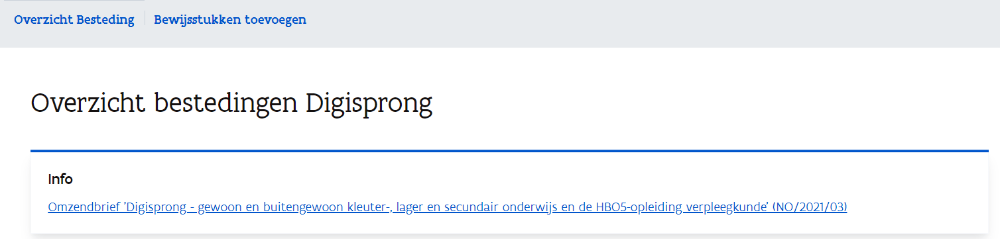 Overzicht Besteding
Bewijsstukken toevoegen
Overzicht bestedingen Digisprong
Info
Omzendbrief 'Digisprong - gewoon en buitengewoon kleuter-, lager en secundair onderwijs en de HBO5-opleiding verpleegkunde' (NO/2021/03)